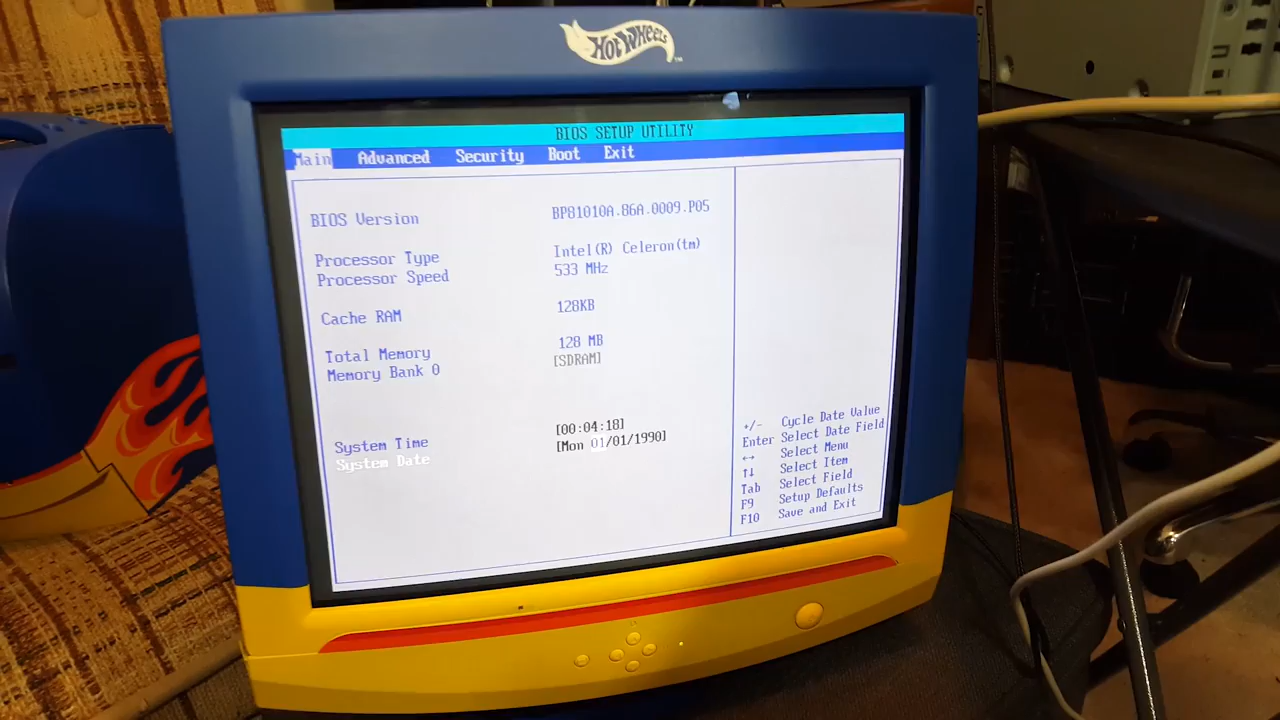 HOT WHEELS
BIOS SETUP UTILITY
Main Advanced Security Boot Exit
BIOS Version BP81010A.86A.0009.P05
Processor Type Intel(R) Celeron(tm)
Processor Speed 533 MHz
Cache RAM 128KB
Total Memory 128 MB
Memory Bank 0 [SDRAM]
System Time [00:04:18]
System Date [Mon 01/01/1990]
+/- Cycle Date Value
Enter Select Date Field
↔ Select Menu
↑↓ Select Item
Tab Select Field
F9 Setup Defaults
F10 Save and Exit